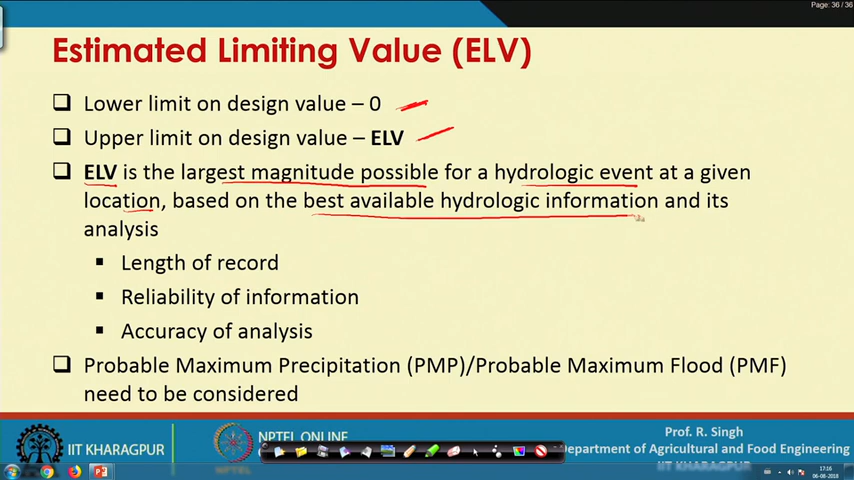 Page: 36 / 36
Estimated Limiting Value (ELV)
❑ Lower limit on design value – 0
❑ Upper limit on design value – ELV
❑ ELV is the largest magnitude possible for a hydrologic event at a given
location, based on the best available hydrologic information and its
analysis
▪ Length of record
▪ Reliability of information
▪ Accuracy of analysis
❑ Probable Maximum Precipitation (PMP)/Probable Maximum Flood (PMF)
need to be considered
IIT KHARAGPUR
NPTEL ONLINE
NPTEL
Prof. R. Singh
Department of Agricultural and Food Engineering
IIT KHARAGPUR
17:16
06-08-2018